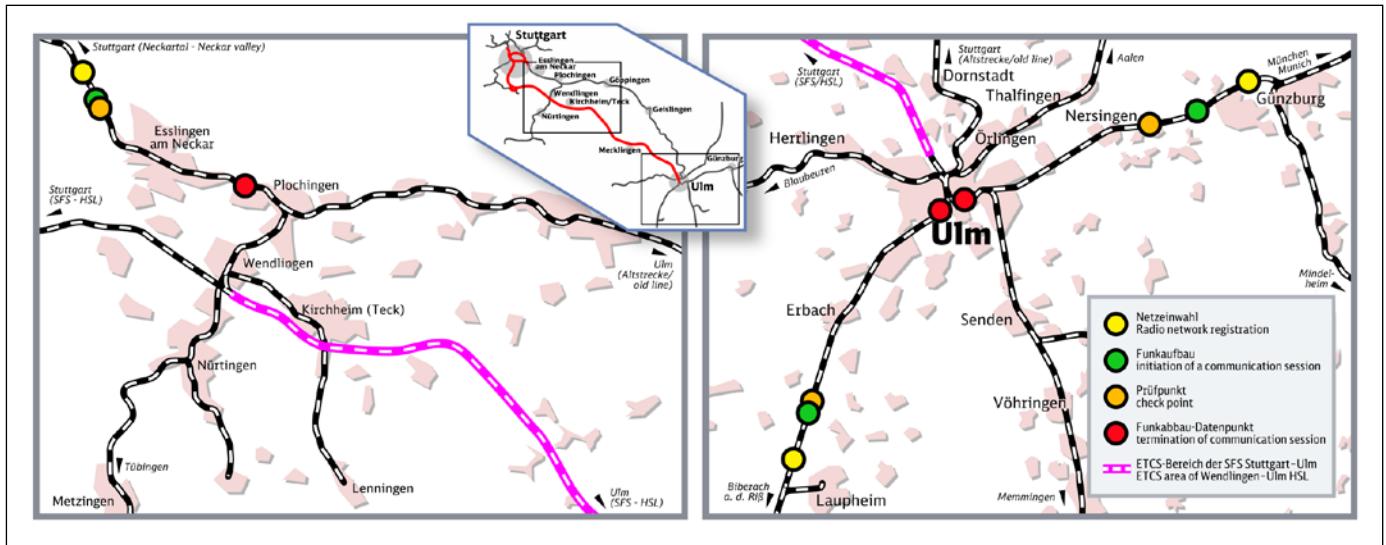 Stuttgart (Neckartal - Neckar valley)
Esslingen
am Neckar
Stuttgart
(SFS - HSL)
Plochingen
Wendlingen
Ulm
(Altstrecke/
old line)
Kirchheim (Teck)
Nürtingen
Tübingen
Metzingen
Lenningen
Ulm
(SFS - HSL)
Stuttgart
Esslingen
am Neckar
Plochingen
Göppingen
Wendlingen
Kirchheim/Teck
Geislingen
Nürtingen
Merklingen
Günzburg
Ulm
Stuttgart
(SFS/HSL)
Stuttgart
(Altstrecke/old line)
Dornstadt
Aalen
München
Munich
Thalfingen
Günzburg
Nersingen
Herrlingen
Örlingen
Blaubeuren
Ulm
Mindel-
heim
Erbach
Senden
Vöhringen
Biberach
a. d. Riß
Laupheim
Memmingen
Netzeinwahl
Radio network registration
Funkaufbau
initiation of a communication session
Prüfpunkt
check point
Funkabbau-Datenpunkt
termination of communication session
ETCS-Bereich der SFS Stuttgart-Ulm
ETCS area of Wendlingen-Ulm HSL